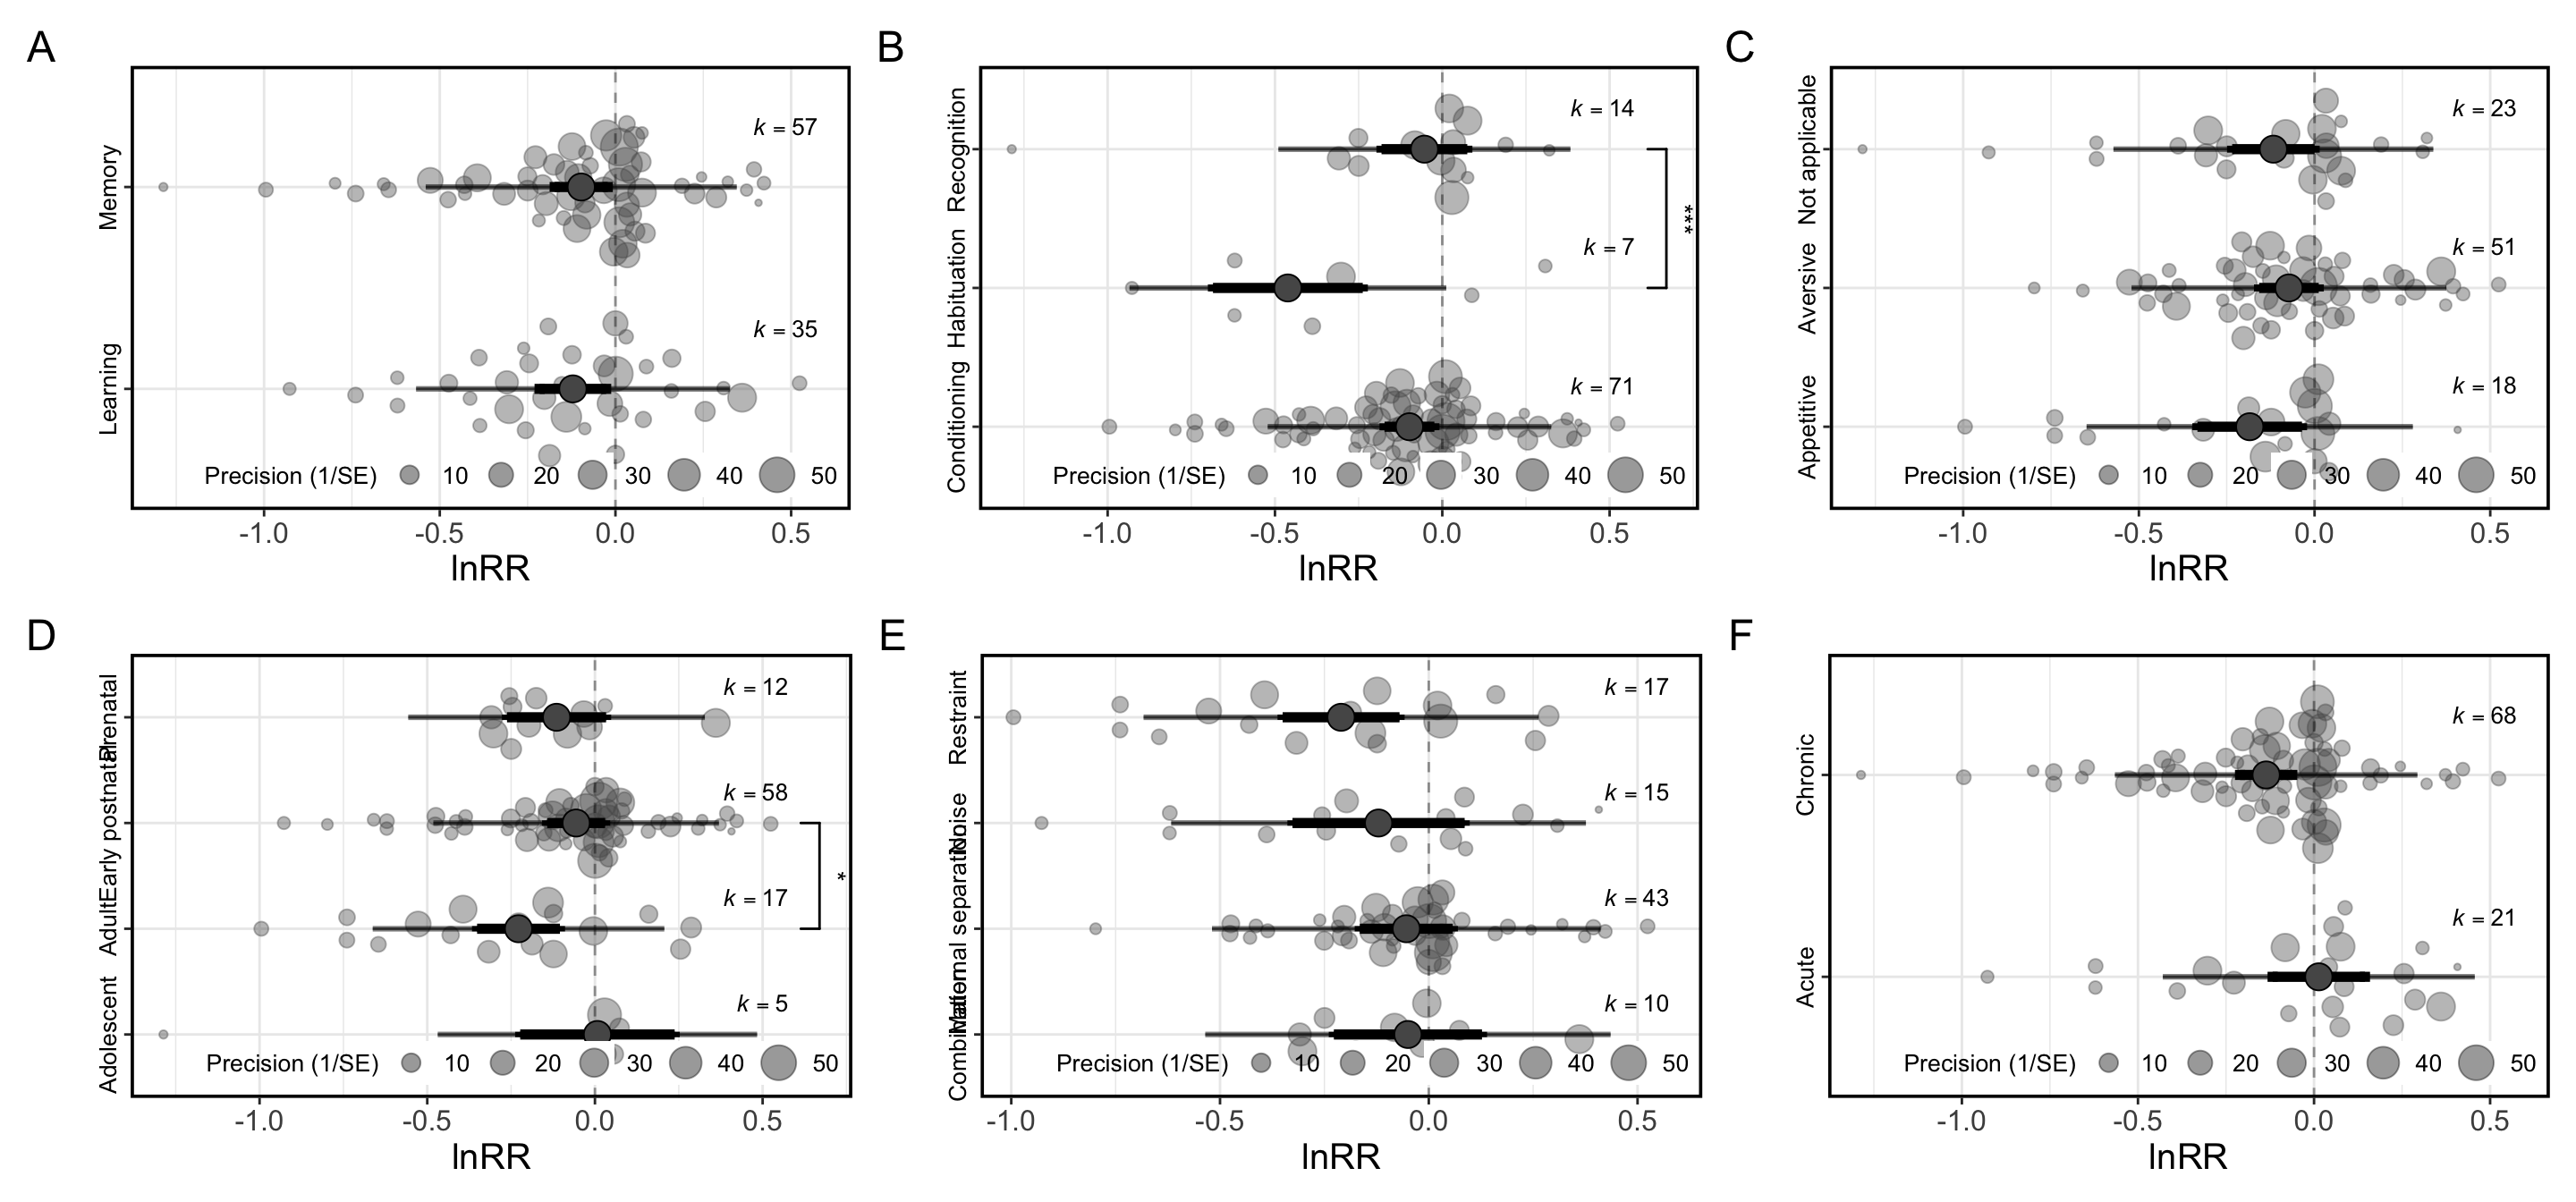 A
Memory
Learning
k = 57
k = 35
Precision (1/SE) 10 20 30 40 50
-1.0 -0.5 0.0 0.5
lnRR
B
Recognition
Habituation
Conditioning
k = 14
k = 7
k = 71
***
Precision (1/SE) 10 20 30 40 50
-1.0 -0.5 0.0 0.5
lnRR
C
Not applicable
Aversive
Appetitive
k = 23
k = 51
k = 18
Precision (1/SE) 10 20 30 40 50
-1.0 -0.5 0.0 0.5
lnRR
D
Prenatal
Early postnatal
Adult
Adolescent
k = 12
k = 58
k = 17
k = 5
*
Precision (1/SE) 10 20 30 40 50
-1.0 -0.5 0.0 0.5
lnRR
E
Restraint
Noise
Maternal separation
Combination
k = 17
k = 15
k = 43
k = 10
Precision (1/SE) 10 20 30 40 50
-1.0 -0.5 0.0 0.5
lnRR
F
Chronic
Acute
k = 68
k = 21
Precision (1/SE) 10 20 30 40 50
-1.0 -0.5 0.0 0.5
lnRR